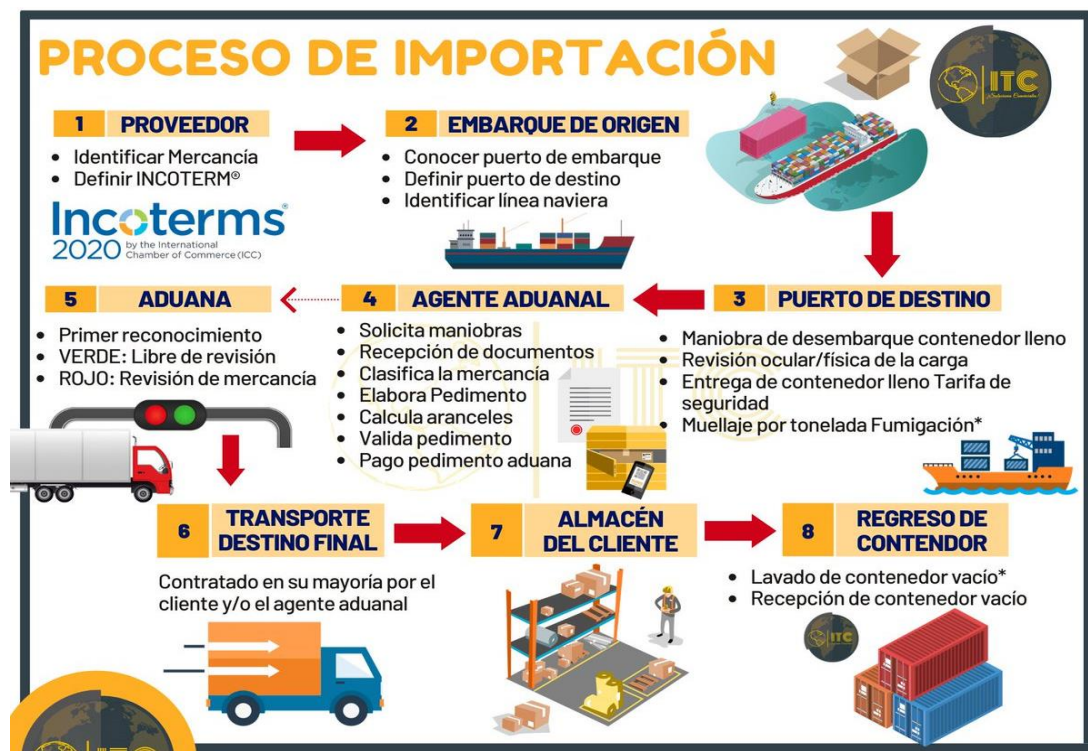 PROCESO DE IMPORTACIÓN
ITC
1 PROVEEDOR
• Identificar Mercancía
• Definir INCOTERM®
Incoterms®
2020 by the International
Chamber of Commerce (ICC)
2 EMBARQUE DE ORIGEN
• Conocer puerto de embarque
• Definir puerto de destino
• Identificar línea naviera
3 PUERTO DE DESTINO
• Maniobra de desembarque contenedor lleno
• Revisión ocular/física de la carga
• Entrega de contenedor lleno Tarifa de
seguridad
• Muellaje por tonelada Fumigación*
4 AGENTE ADUANAL
• Solicita maniobras
• Recepción de documentos
• Clasifica la mercancía
• Elabora Pedimento
• Calcula aranceles
• Valida pedimento
• Pago pedimento aduana
5 ADUANA
• Primer reconocimiento
• VERDE: Libre de revisión
• ROJO: Revisión de mercancía
6 TRANSPORTE
DESTINO FINAL
Contratado en su mayoría por el
cliente y/o el agente aduanal
7 ALMACÉN
DEL CLIENTE
8 REGRESO DE
CONTENDOR
• Lavado de contenedor vacío*
• Recepción de contenedor vacío
ITC
ITC